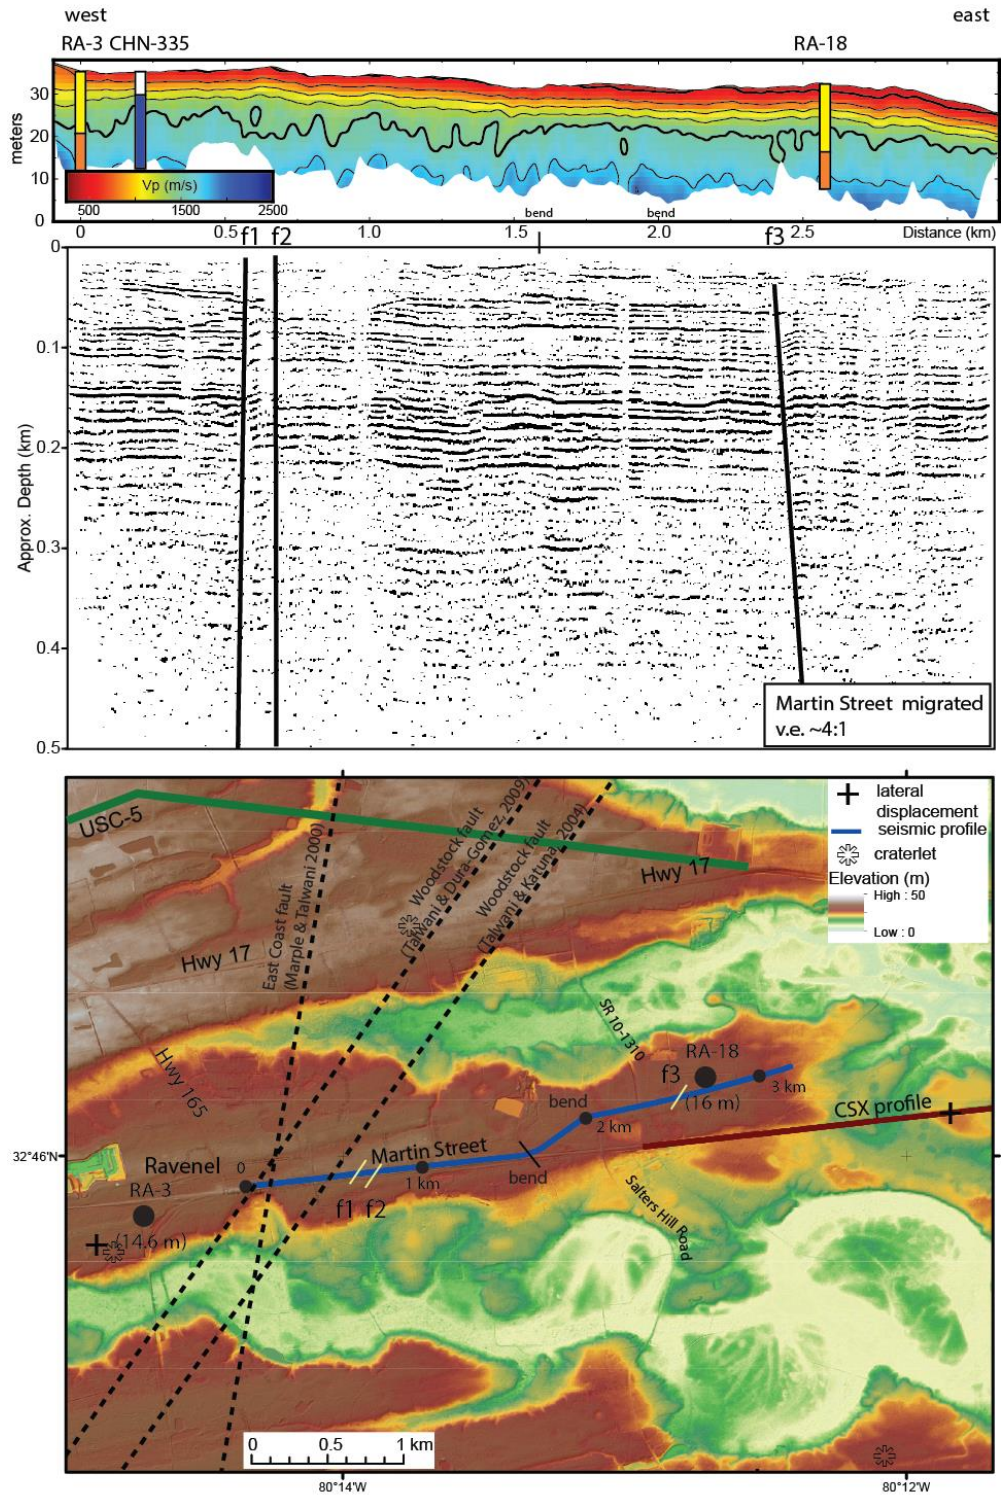 west east
RA-3 CHN-335 RA-18
meters
30
20
10
0
Vp (m/s)
500 1500 2500
bend bend
0 0.5 1.0 1.5 2.0 2.5 Distance (km)
f1 f2 f3
Approx. Depth (km)
0
0.1
0.2
0.3
0.4
0.5
Martin Street migrated
v.e. ~4:1
USC-5
East Coast fault
(Marple & Talwani 2000)
Woodstock fault
(Talwani & Dura-Gomez, 2009)
Woodstock fault
(Talwani & Katuna, 2004)
Hwy 17
Hwy 17
lateral
displacement
seismic profile
craterlet
Elevation (m)
High : 50
Low : 0
Hwy 165
SR 10-1310
RA-18
f3
(16 m)
3 km
bend
2 km
CSX profile
Martin Street
32°46'N
Ravenel 0
1 km
bend
RA-3
f1 f2
(14.6 m)
Salters Hill Road
0 0.5 1 km
80°14'W 80°12'W